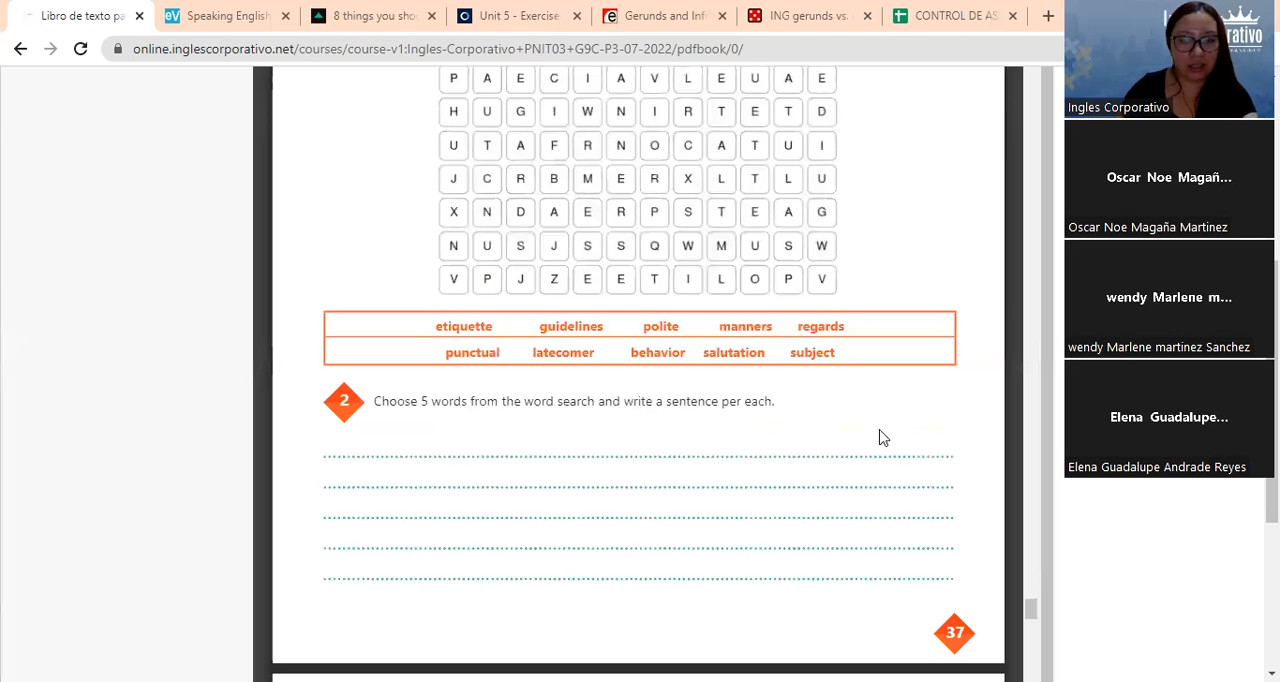 Libro de texto pa
Speaking English
8 things you sho
Unit 5 - Exercise
Gerunds and Infi
ING gerunds vs.
CONTROL DE AS
online.inglescorporativo.net/courses/course-v1:Ingles-Corporativo+PNIT03+G9C-P3-07-2022/pdfbook/0/
P A E C I A V L E U A E
H U G I W N I R T E T D
U T A F R N O C A T U I
J C R B M E R X L T L U
X N D A E R P S T E A G
N U S J S S Q W M U S W
V P J Z E E T I L O P V
etiquette guidelines polite manners regards
punctual latecomer behavior salutation subject
2 Choose 5 words from the word search and write a sentence per each.
37
Ingles Corporativo
Oscar Noe Magañ...
Oscar Noe Magaña Martinez
wendy Marlene m...
wendy Marlene martinez Sanchez
Elena Guadalupe...
Elena Guadalupe Andrade Reyes